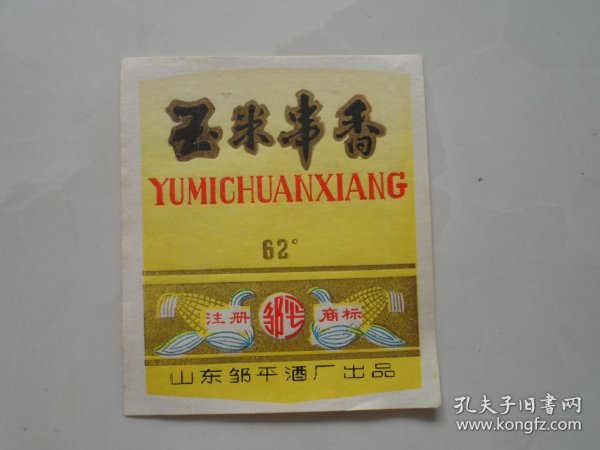 玉米串香
YUMICHUANXIANG
62°
注册 邹平 商标
山东邹平酒厂出品
孔夫子旧书网
www.kongfz.com